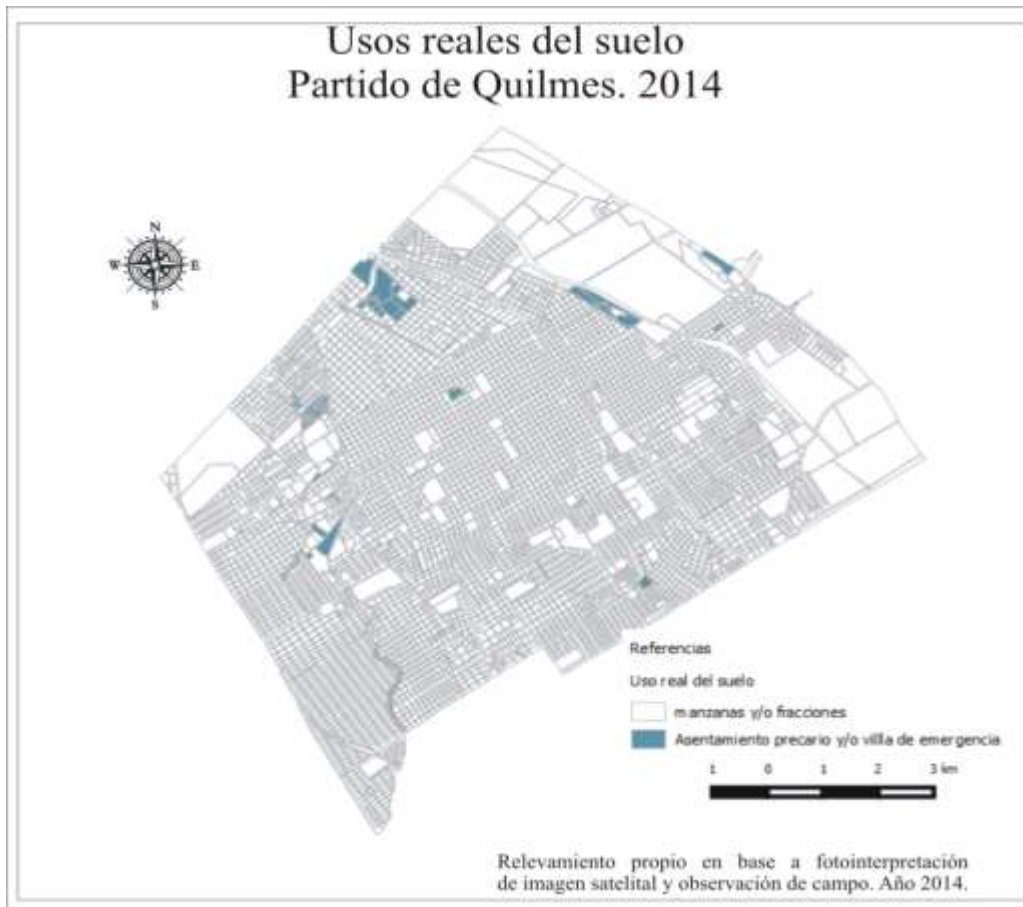 Usos reales del suelo
Partido de Quilmes. 2014
N
W E
S
Referencias
Uso real del suelo
manzanas y/o fracciones
Asentamiento precario y/o villla de emergencia
1 0 1 2 3 km
Relevamiento propio en base a fotointerpretación
de imagen satelital y observación de campo. Año 2014.